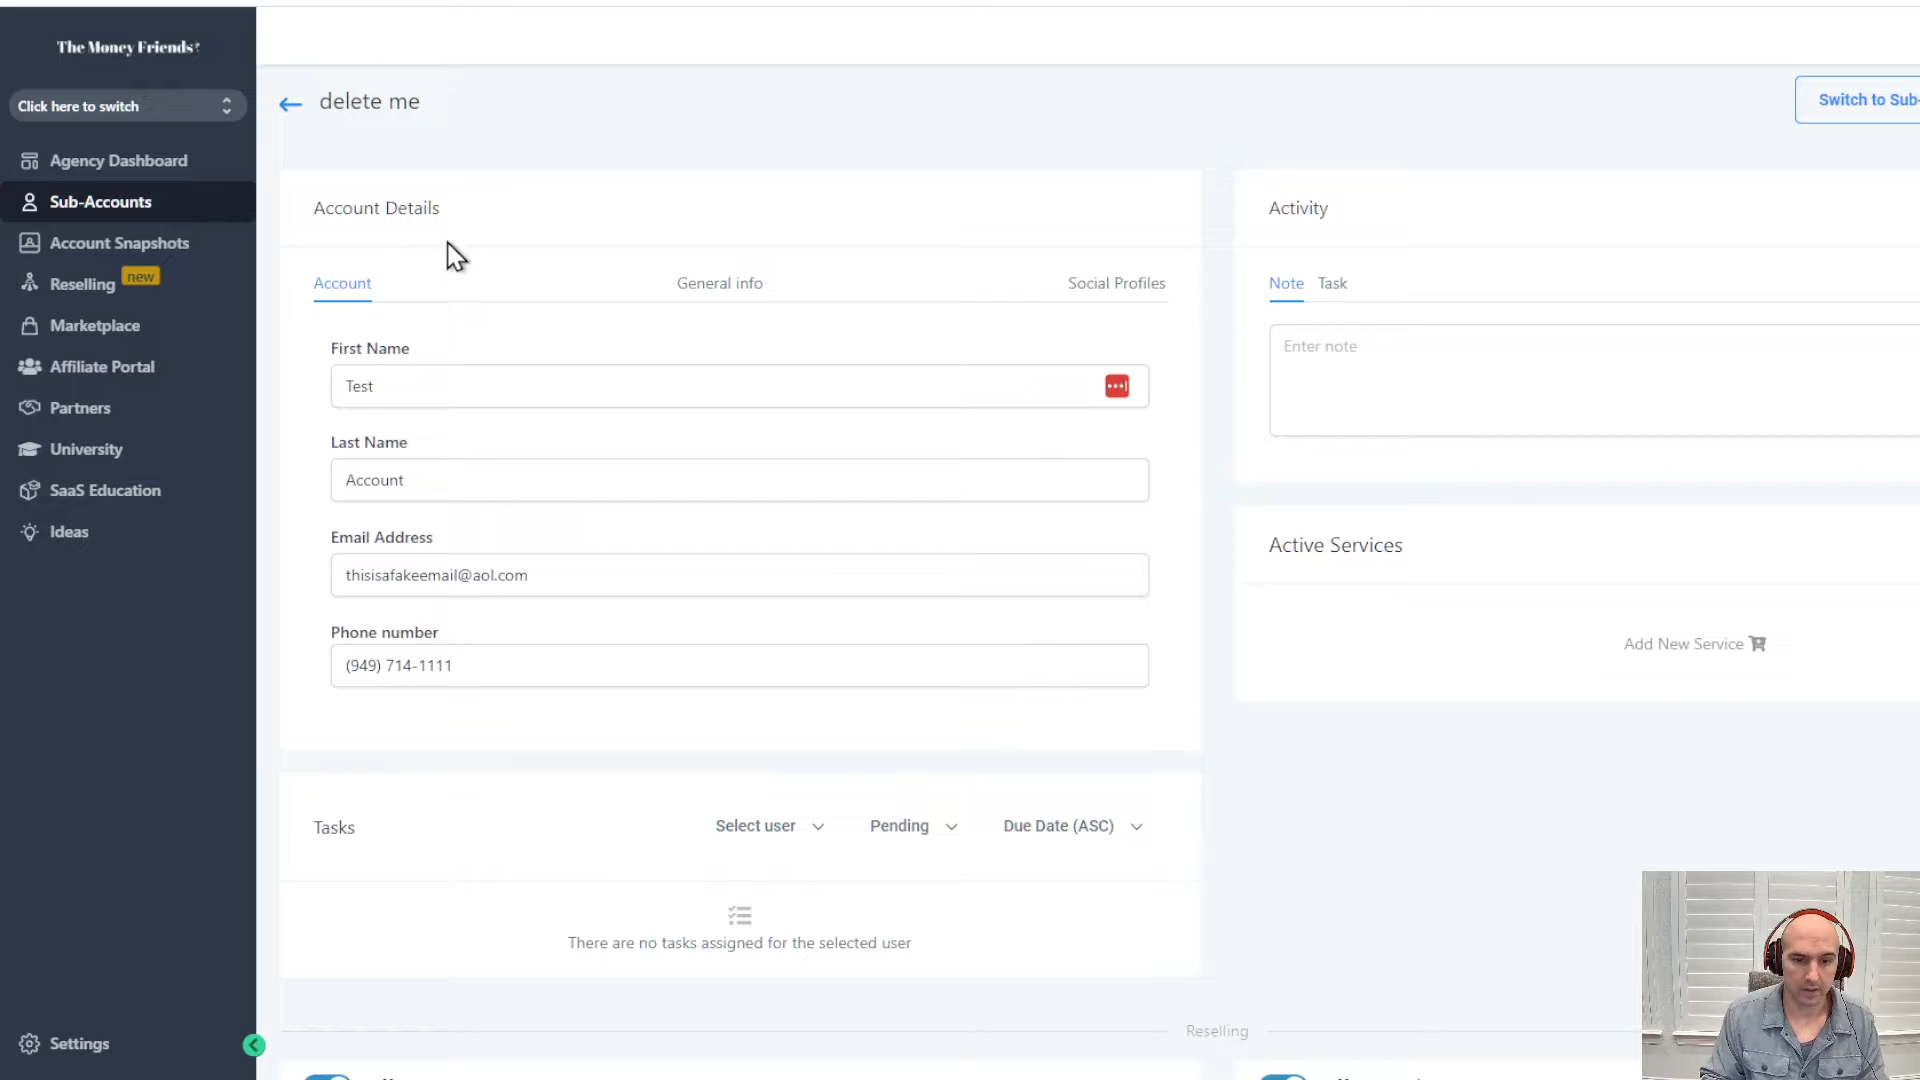 The Money Friends
Click here to switch
Agency Dashboard
Sub-Accounts
Account Snapshots
Reselling new
Marketplace
Affiliate Portal
Partners
University
SaaS Education
Ideas
Settings
delete me
Switch to Sub-
Account Details
Account General info Social Profiles
First Name
Test
Last Name
Account
Email Address
thisisafakeemail@aol.com
Phone number
(949) 714-1111
Activity
Note Task
Enter note
Active Services
Add New Service
Tasks Select user Pending Due Date (ASC)
There are no tasks assigned for the selected user
Reselling